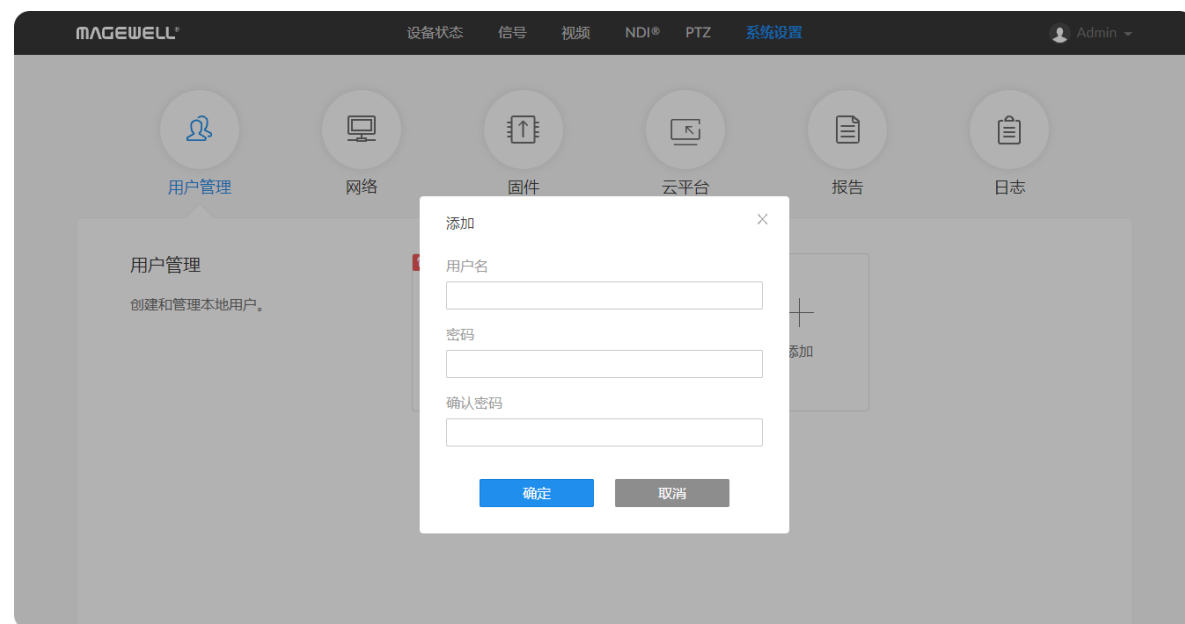 MAGEWELL®
设备状态 信号 视频 NDI® PTZ 系统设置
Admin
用户管理 网络 固件 云平台 报告 日志
添加
用户管理
用户名
创建和管理本地用户。
密码
添加
确认密码
确定 取消